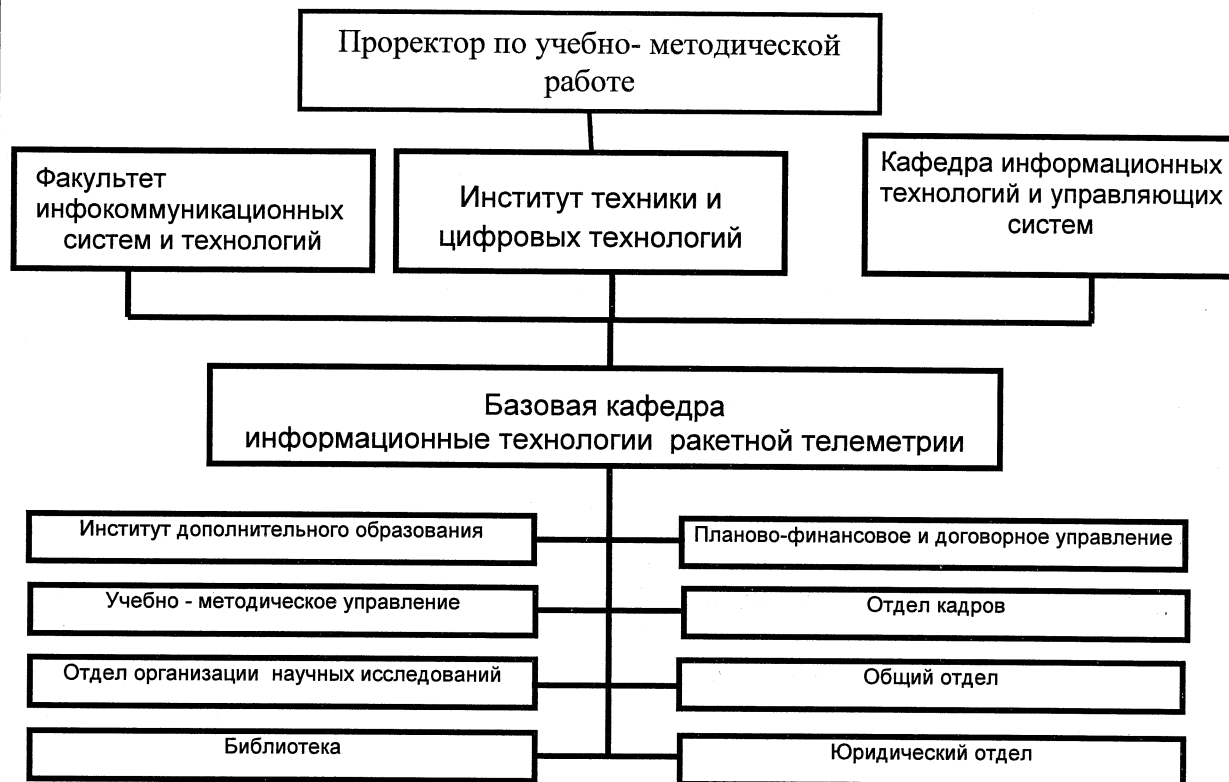 Проректор по учебно- методической
работе
Факультет
инфокоммуникационных
систем и технологий
Институт техники и
цифровых технологий
Кафедра информационных
технологий и управляющих
систем
Базовая кафедра
информационные технологии ракетной телеметрии
Институт дополнительного образования
Планово-финансовое и договорное управление
Учебно - методическое управление
Отдел кадров
Отдел организации научных исследований
Общий отдел
Библиотека
Юридический отдел